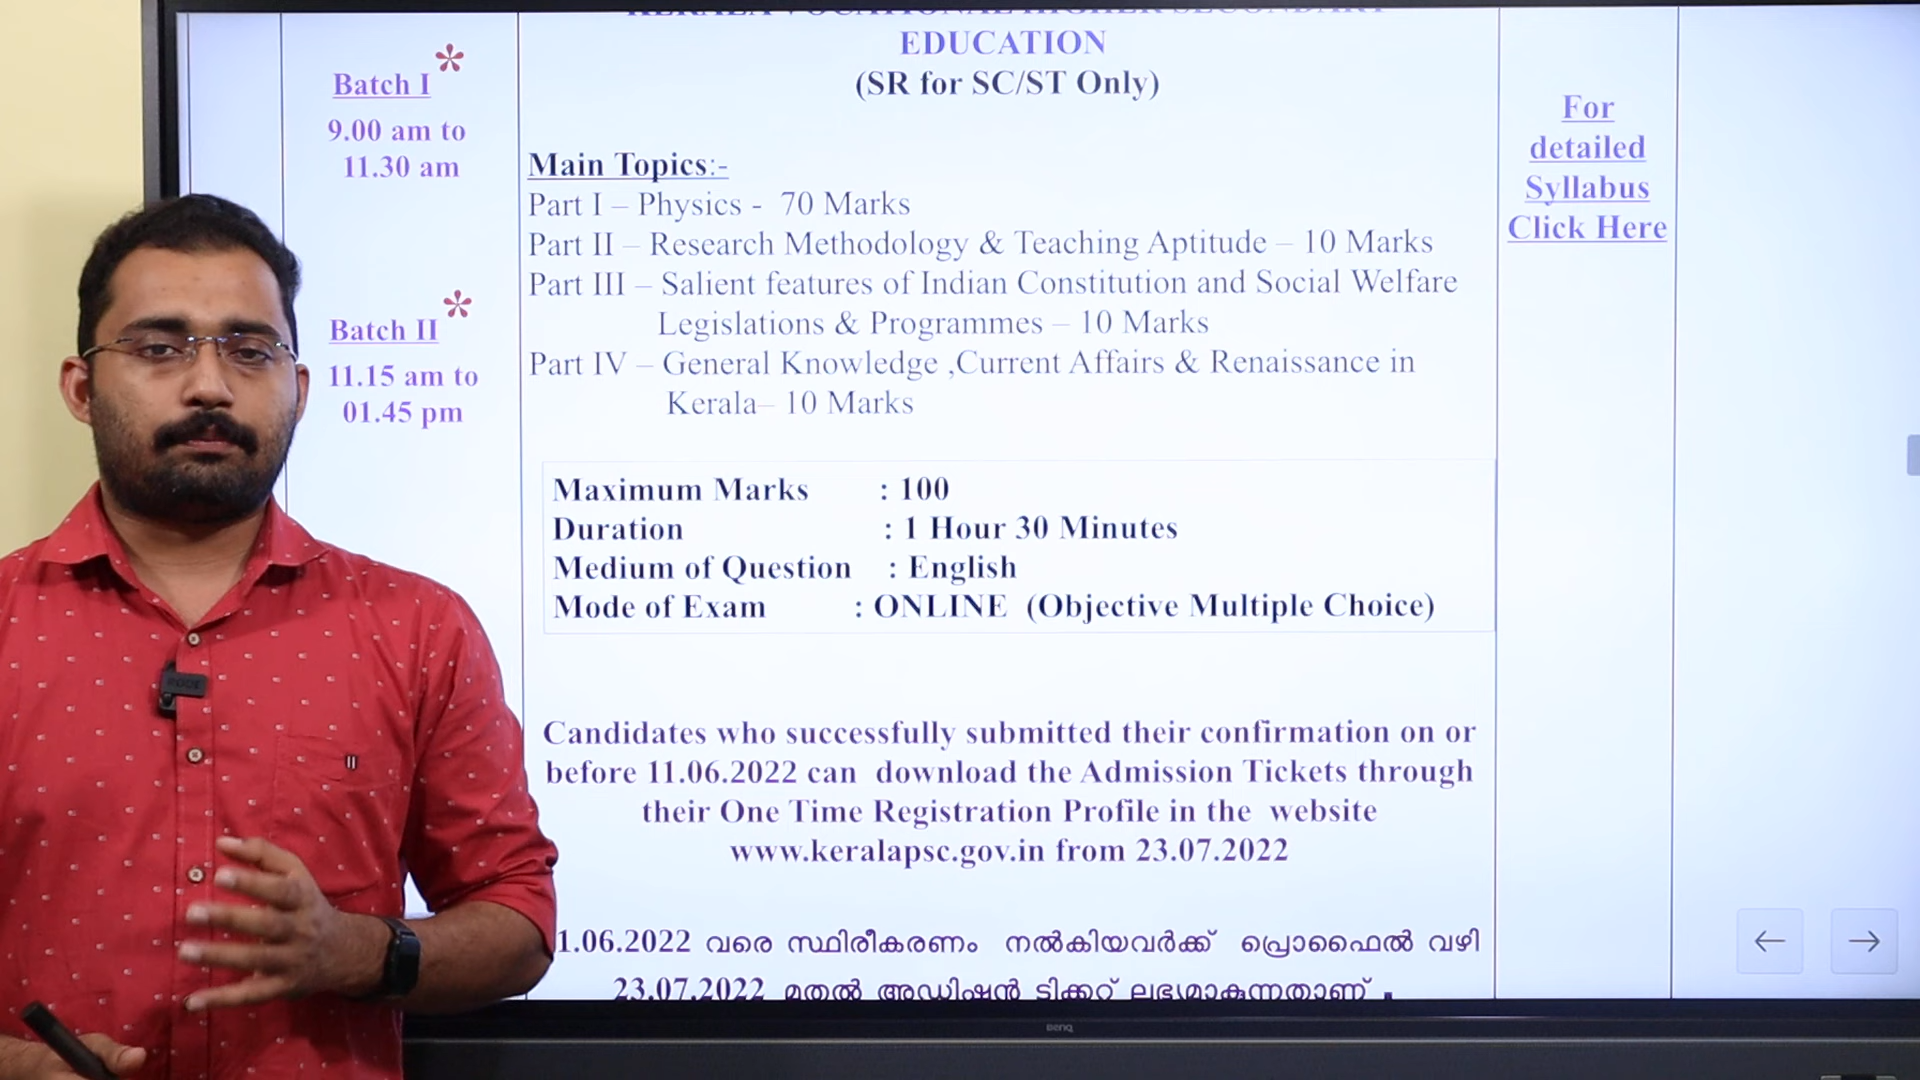 KERALA VOCATIONAL HIGHER SECONDARY
EDUCATION
(SR for SC/ST Only)
Batch I *
9.00 am to
11.30 am
Batch II *
11.15 am to
01.45 pm
Main Topics:-
Part I – Physics - 70 Marks
Part II – Research Methodology & Teaching Aptitude – 10 Marks
Part III – Salient features of Indian Constitution and Social Welfare
Legislations & Programmes – 10 Marks
Part IV – General Knowledge ,Current Affairs & Renaissance in
Kerala– 10 Marks
Maximum Marks : 100
Duration : 1 Hour 30 Minutes
Medium of Question : English
Mode of Exam : ONLINE (Objective Multiple Choice)
Candidates who successfully submitted their confirmation on or
before 11.06.2022 can download the Admission Tickets through
their One Time Registration Profile in the website
www.keralapsc.gov.in from 23.07.2022
1.06.2022 വരെ സ്ഥിരീകരണം നൽകിയവർക്ക് പ്രൊഫൈൽ വഴി
23.07.2022 മുതൽ അഡ്മിഷൻ ടിക്കറ്റ് ലഭ്യമാകുന്നതാണ് .
For
detailed
Syllabus
Click Here
RODE
BenQ